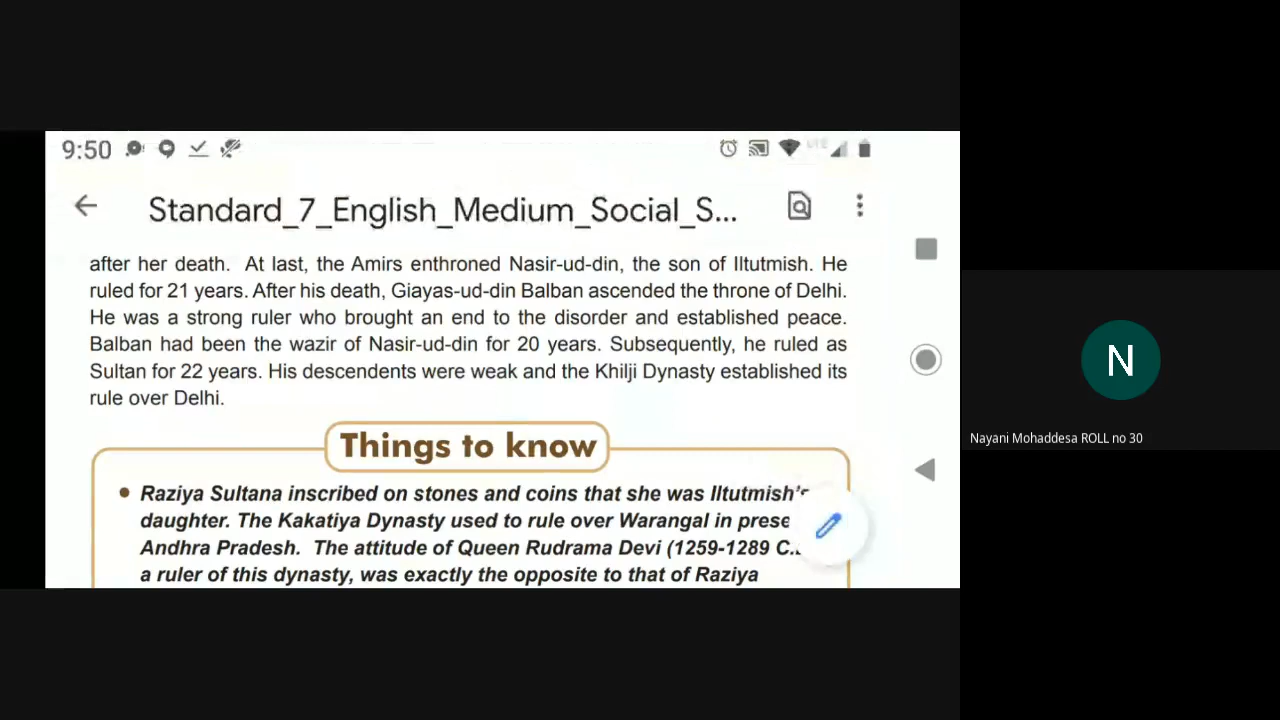 9:50
LTE
Standard_7_English_Medium_Social_S...
after her death. At last, the Amirs enthroned Nasir-ud-din, the son of Iltutmish. He
ruled for 21 years. After his death, Giayas-ud-din Balban ascended the throne of Delhi.
He was a strong ruler who brought an end to the disorder and established peace.
Balban had been the wazir of Nasir-ud-din for 20 years. Subsequently, he ruled as
Sultan for 22 years. His descendents were weak and the Khilji Dynasty established its
rule over Delhi.
Things to know
• Raziya Sultana inscribed on stones and coins that she was Iltutmish's
daughter. The Kakatiya Dynasty used to rule over Warangal in prese
Andhra Pradesh. The attitude of Queen Rudrama Devi (1259-1289 C.
a ruler of this dynasty, was exactly the opposite to that of Raziya
N
Nayani Mohaddesa ROLL no 30